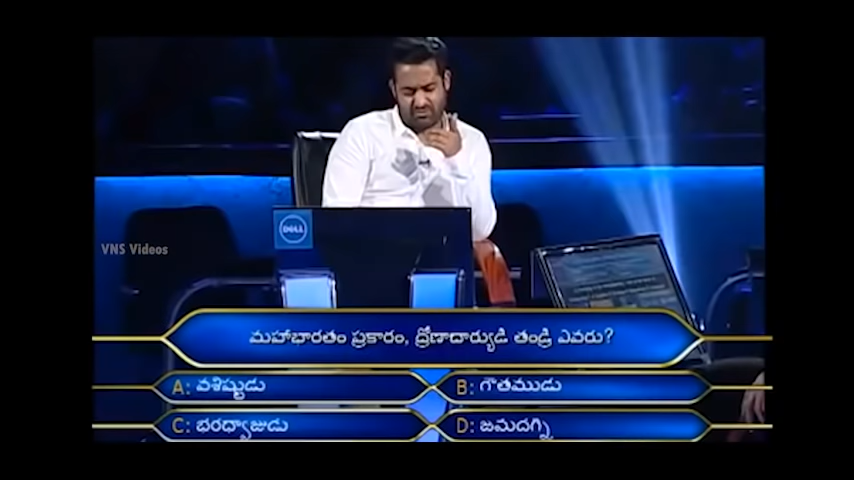 DELL
VNS Videos
మహాభారతం ప్రకారం, ద్రోణాచార్యుడి తండ్రి ఎవరు?
A: వశిష్టుడు
B: గౌతముడు
C: భరద్వాజుడు
D: జమదగ్ని